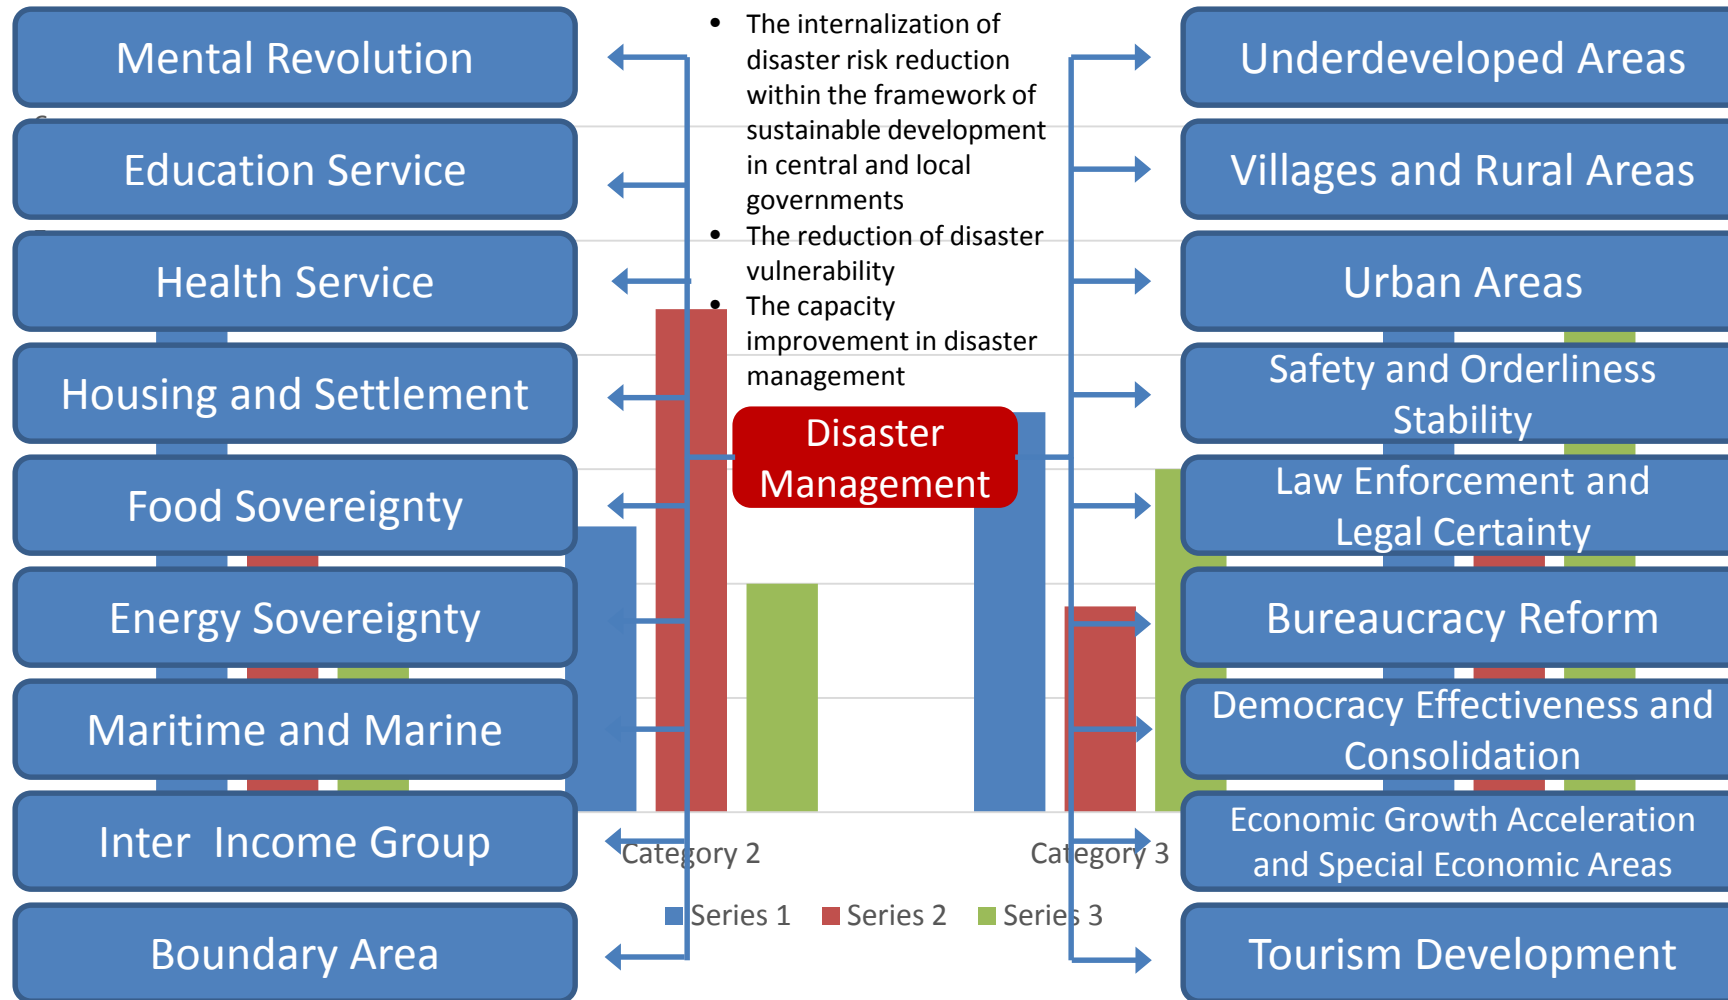 Mental Revolution
Education Service
Health Service
Housing and Settlement
Food Sovereignty
Energy Sovereignty
Maritime and Marine
Inter  Income Group
Boundary Area
• The internalization of
disaster risk reduction
within the framework of
sustainable development
in central and local
governments
• The reduction of disaster
vulnerability
• The capacity
improvement in disaster
management
Disaster
Management
Category 2
Category 3
Series 1
Series 2
Series 3
Underdeveloped Areas
Villages and Rural Areas
Urban Areas
Safety and Orderliness
Stability
Law Enforcement and
Legal Certainty
Bureaucracy Reform
Democracy Effectiveness and
Consolidation
Economic Growth Acceleration
and Special Economic Areas
Tourism Development